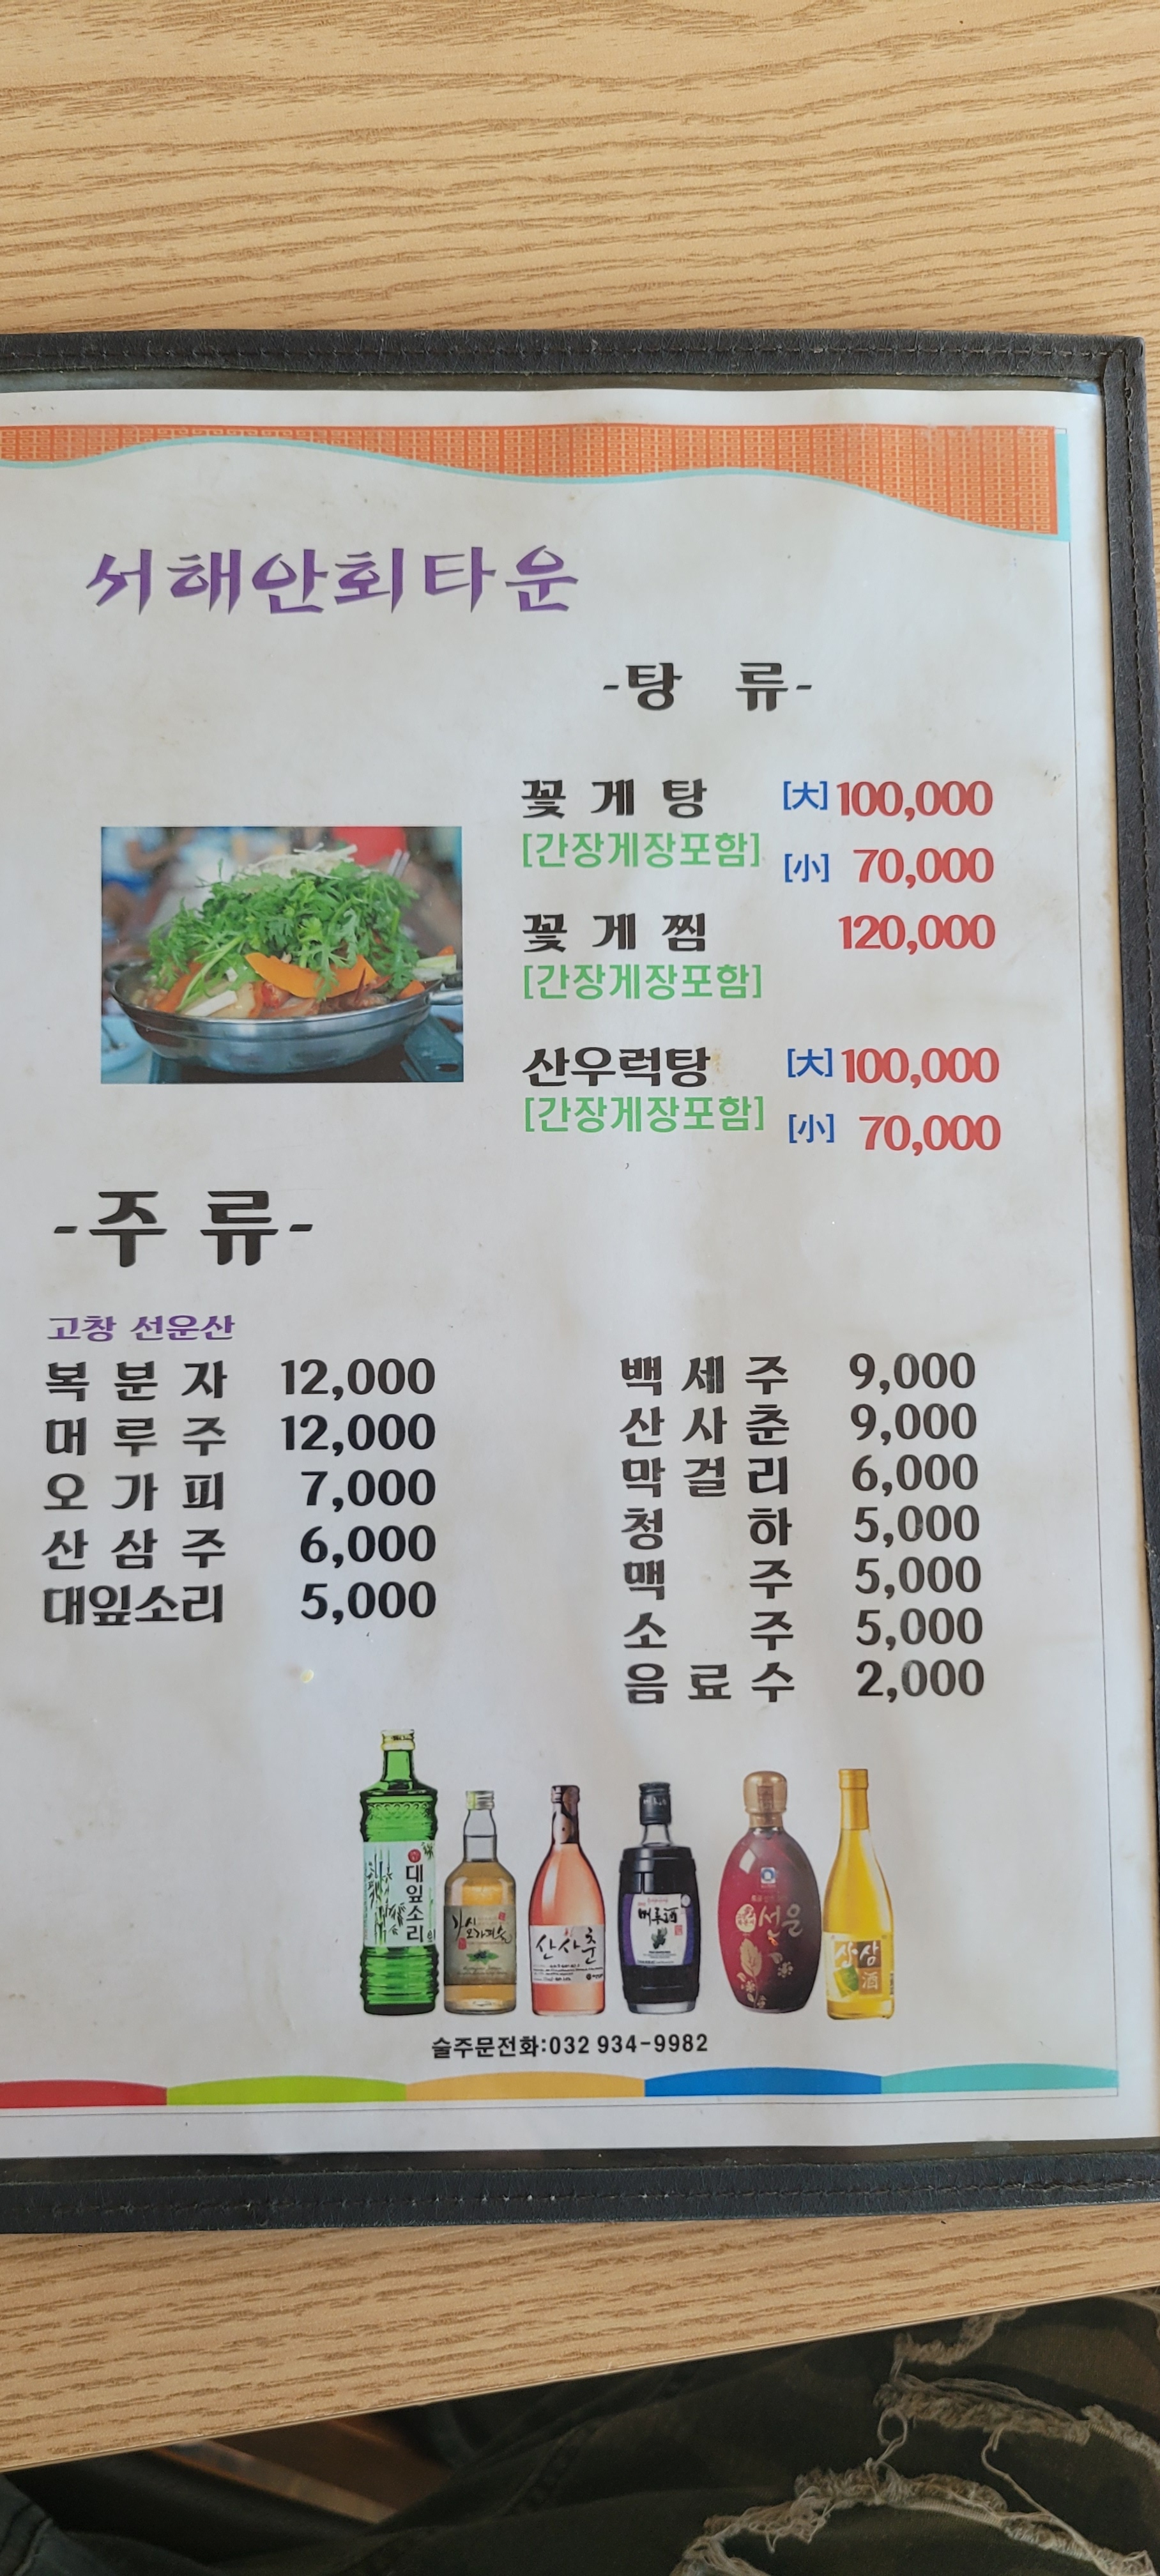 서해안회타운
-탕 류-
꽃 게 탕 [大] 100,000
[간장게장포함] [小] 70,000
꽃 게 찜 120,000
[간장게장포함]
산우럭탕 [大] 100,000
[간장게장포함] [小] 70,000
-주 류-
고창 선운산
복 분 자 12,000
머 루 주 12,000
오 가 피 7,000
산 삼 주 6,000
대잎소리 5,000
백 세 주 9,000
산 사 춘 9,000
막 걸 리 6,000
청 하 5,000
맥 주 5,000
소 주 5,000
음 료 수 2,000
대잎소리
산사춘
머루酒
선운
산삼
酒
술주문전화:032 934-9982